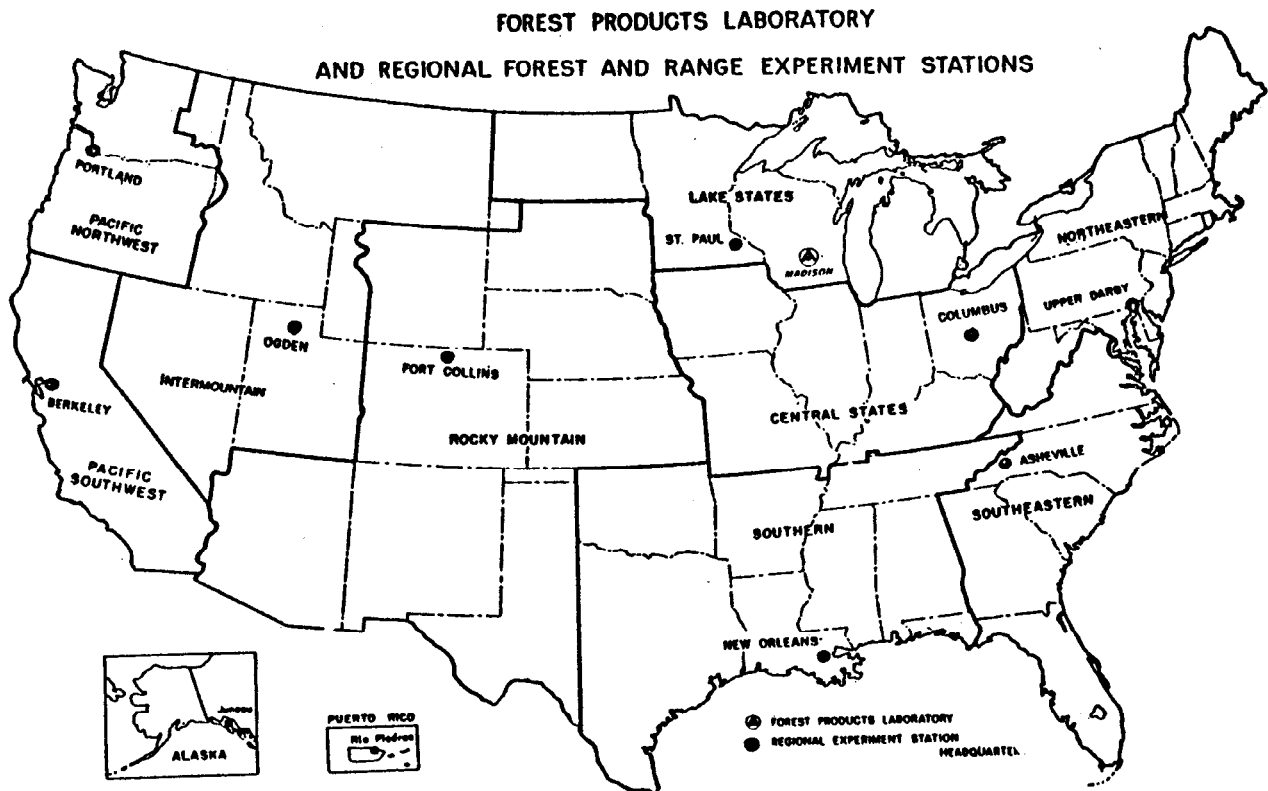 FOREST PRODUCTS LABORATORY
AND REGIONAL FOREST AND RANGE EXPERIMENT STATIONS
PORTLAND
PACIFIC
NORTHWEST
LAKE STATES
ST. PAUL
MADISON
NORTHEASTERN
UPPER DARBY
COLUMBUS
OGDEN
FORT COLLINS
INTERMOUNTAIN
BERKELEY
CENTRAL STATES
ROCKY MOUNTAIN
PACIFIC
SOUTHWEST
ASHEVILLE
SOUTHEASTERN
SOUTHERN
NEW ORLEANS
Juneau
ALASKA
PUERTO RICO
Rio Piedras
FOREST PRODUCTS LABORATORY
REGIONAL EXPERIMENT STATION
HEADQUARTE